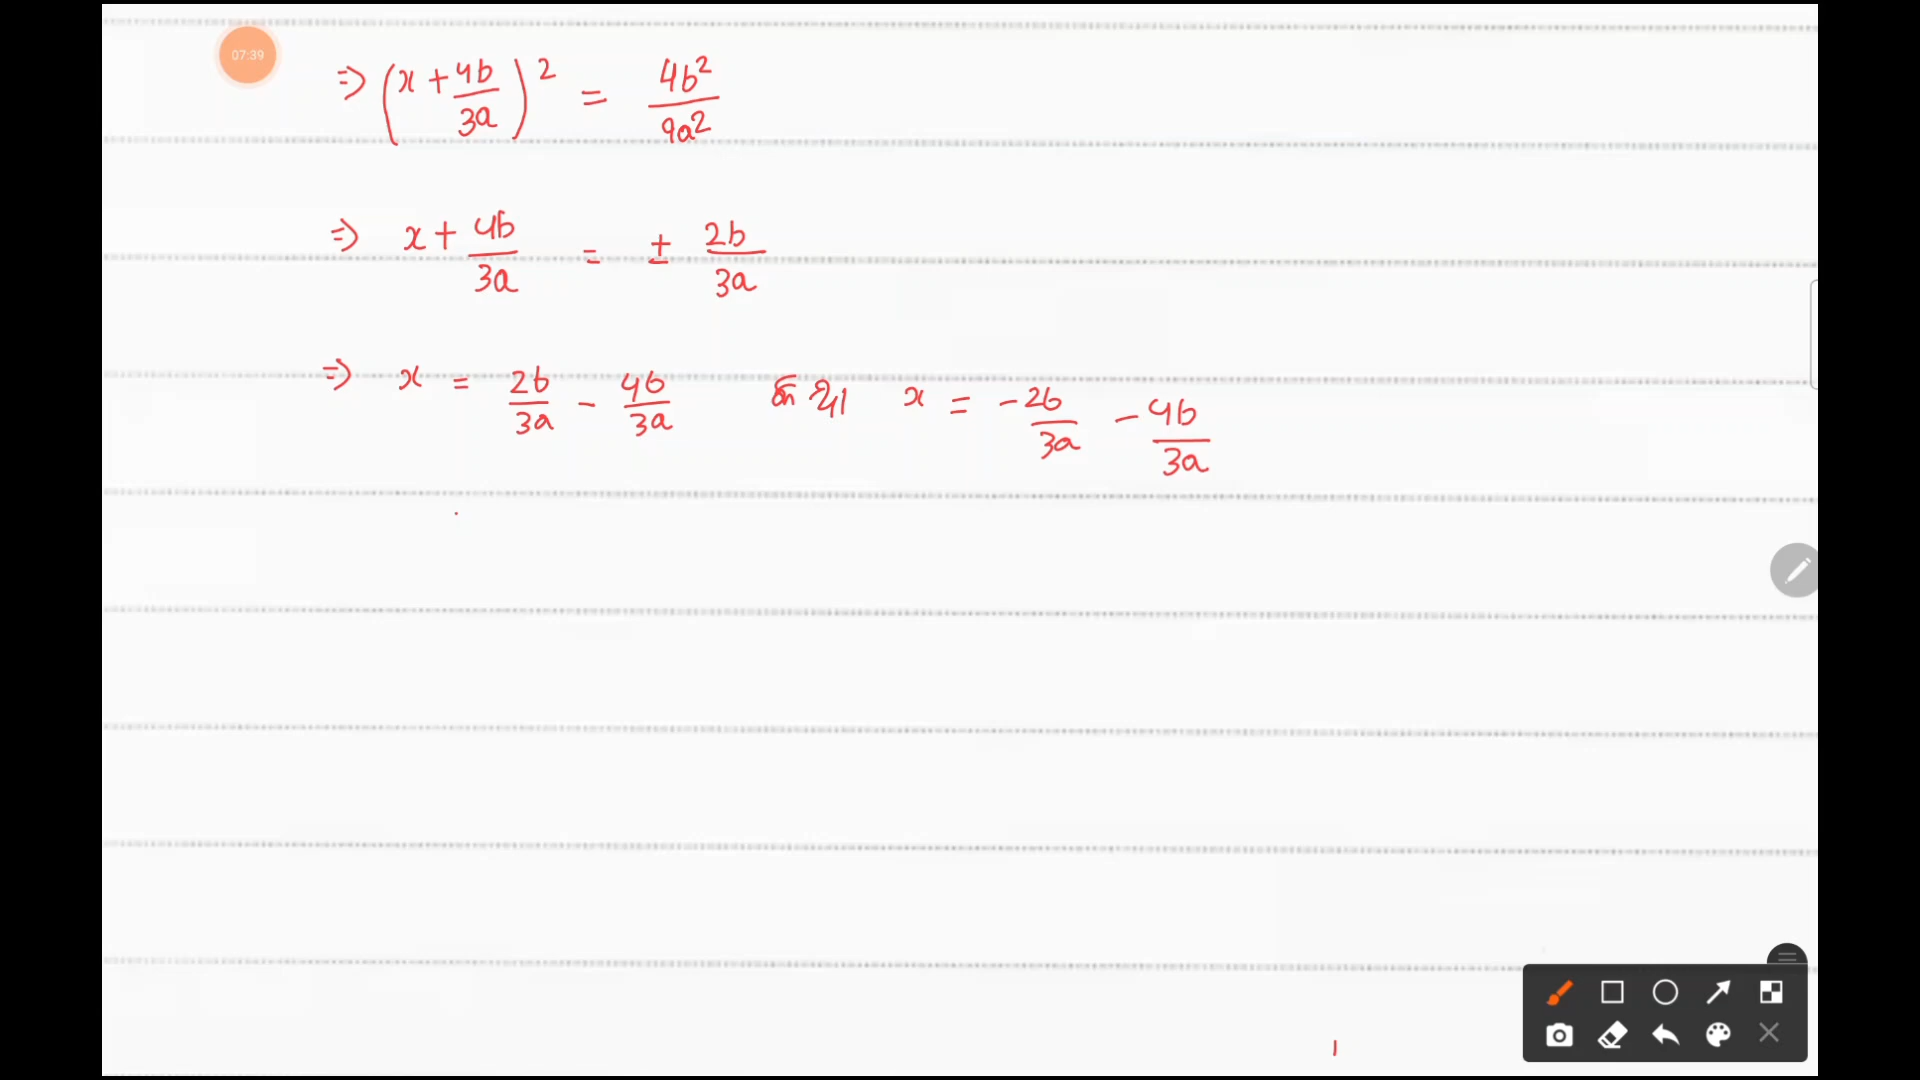 07:39
⇒ (x + 4b/3a)² = 4b²/9a²
⇒ x + 4b/3a = ± 2b/3a
⇒ x = 2b/3a - 4b/3a x = -2b/3a - 4b/3a